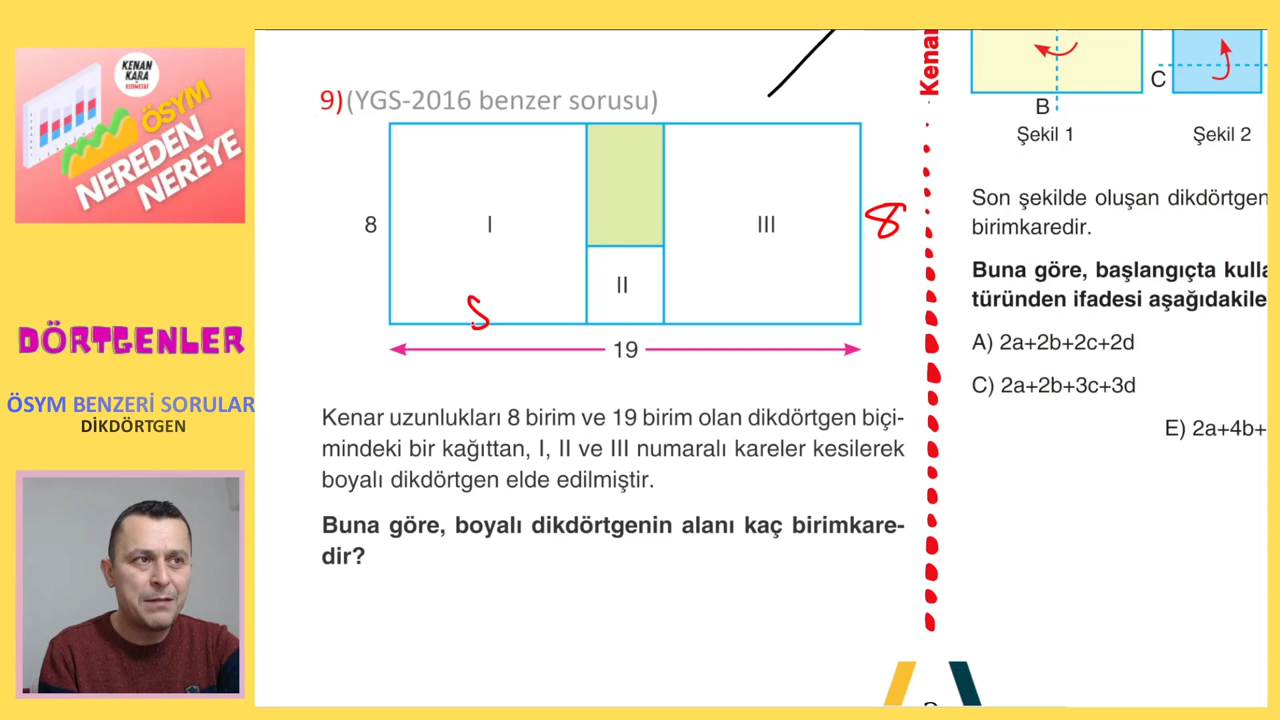 KENAN
KARA
ÖSYM
NEREDEN
NEREYE
DÖRTGENLER
ÖSYM BENZERİ SORULAR
DİKDÖRTGEN
9) (YGS-2016 benzer sorusu)
8
I
II
III
8
8
19
Kenar uzunlukları 8 birim ve 19 birim olan dikdörtgen biçi-
mindeki bir kağıttan, I, II ve III numaralı kareler kesilerek
boyalı dikdörtgen elde edilmiştir.
Buna göre, boyalı dikdörtgenin alanı kaç birimkare-
dir?
Kenan
B
C
Şekil 1
Şekil 2
Son şekilde oluşan dikdörtgen
birimkaredir.
Buna göre, başlangıçta kulla
türünden ifadesi aşağıdakile
A) 2a+2b+2c+2d
C) 2a+2b+3c+3d
E) 2a+4b+